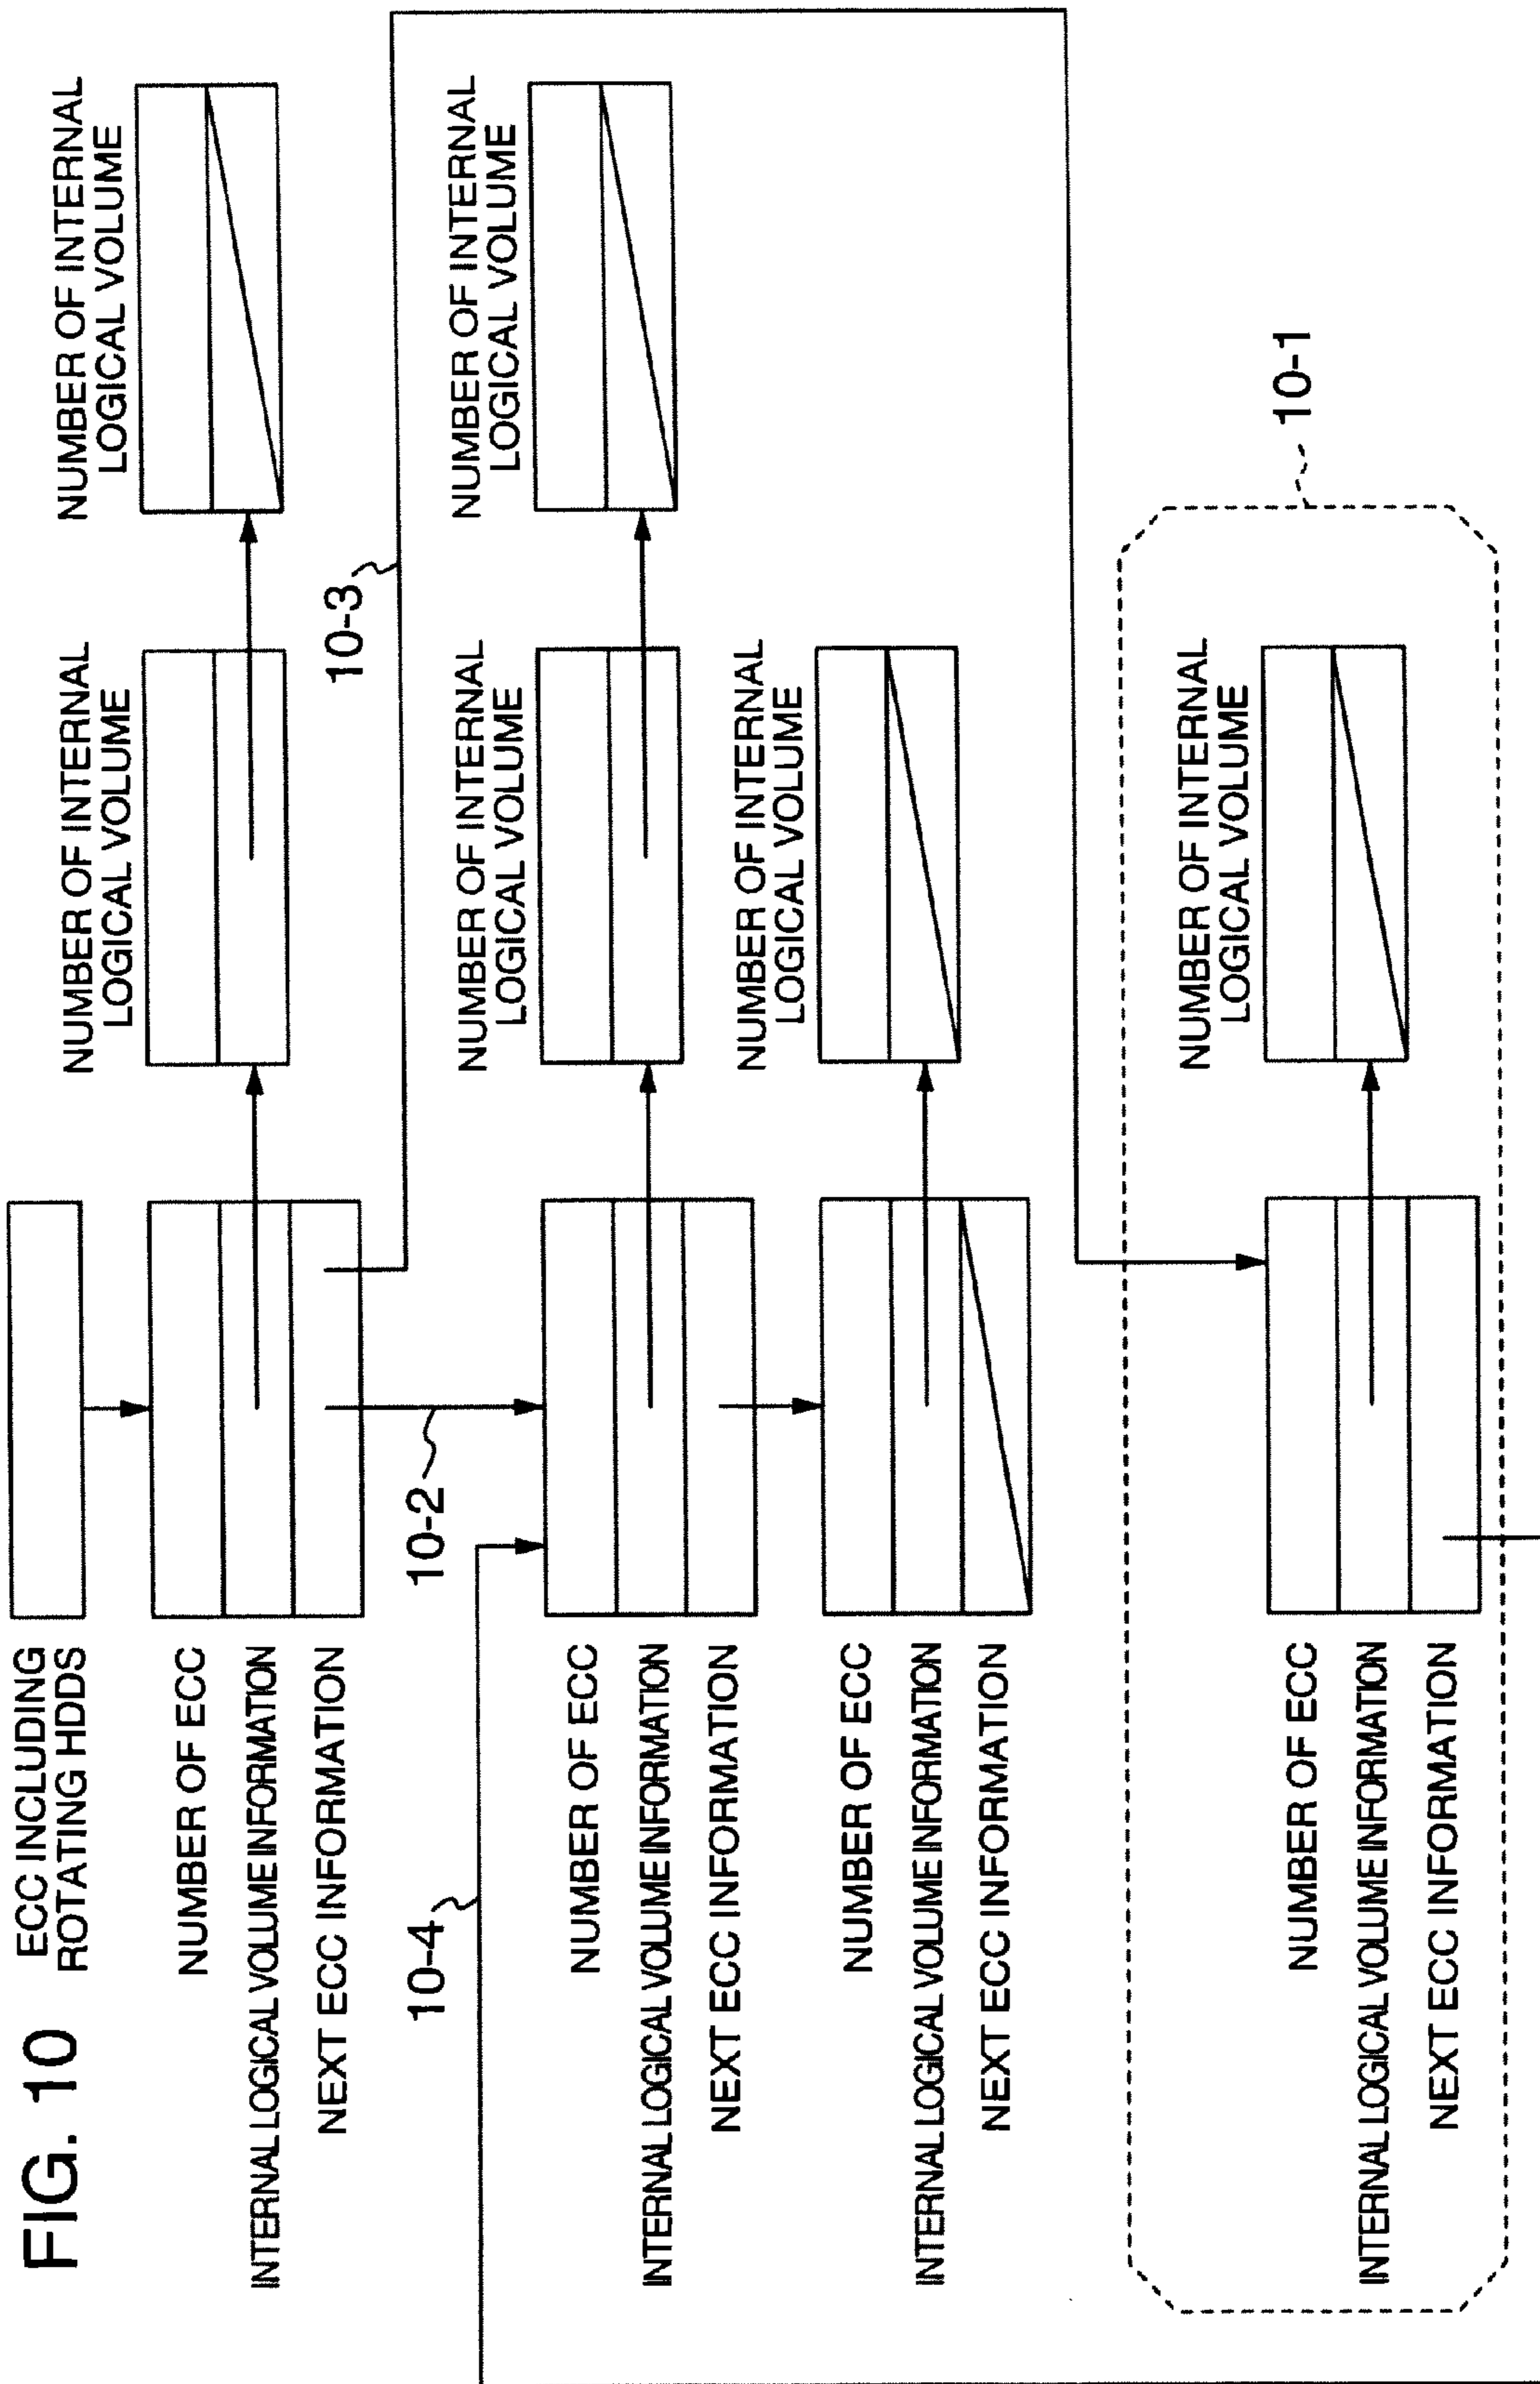 FIG. 10
ECC INCLUDING
ROTATING HDDS
NUMBER OF ECC
INTERNAL LOGICAL VOLUME INFORMATION
NEXT ECC INFORMATION
NUMBER OF INTERNAL
LOGICAL VOLUME
NUMBER OF INTERNAL
LOGICAL VOLUME
10-3
10-2
10-4
NUMBER OF ECC
INTERNAL LOGICAL VOLUME INFORMATION
NEXT ECC INFORMATION
NUMBER OF INTERNAL
LOGICAL VOLUME
NUMBER OF INTERNAL
LOGICAL VOLUME
NUMBER OF ECC
INTERNAL LOGICAL VOLUME INFORMATION
NEXT ECC INFORMATION
NUMBER OF INTERNAL
LOGICAL VOLUME
10-1
NUMBER OF ECC
INTERNAL LOGICAL VOLUME INFORMATION
NEXT ECC INFORMATION
NUMBER OF INTERNAL
LOGICAL VOLUME